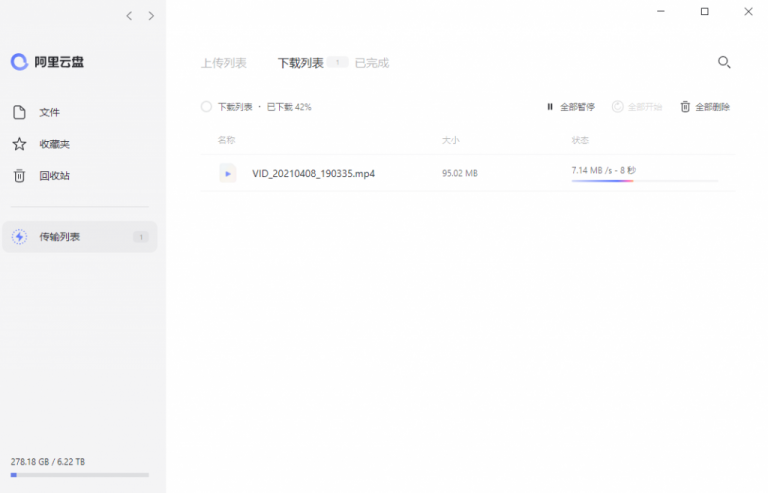 阿里云盘
文件
收藏夹
回收站
传输列表 1
278.18 GB / 6.22 TB
上传列表 下载列表 1 已完成
下载列表 · 已下载 42% 全部暂停 全部开始 全部删除
名称 大小 状态
VID_20210408_190335.mp4 95.02 MB 7.14 MB /s - 8 秒